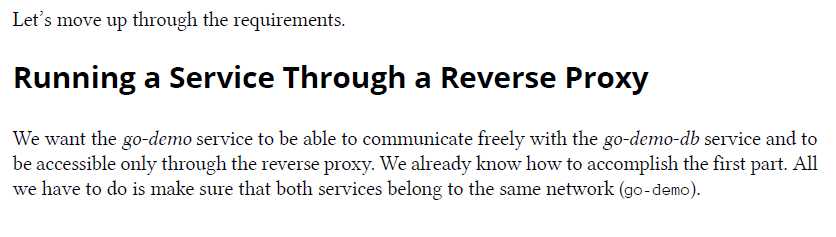 Let’s move up through the requirements.
Running a Service Through a Reverse Proxy
We want the go-demo service to be able to communicate freely with the go-demo-db service and to
be accessible only through the reverse proxy. We already know how to accomplish the first part. All
we have to do is make sure that both services belong to the same network (go-demo).